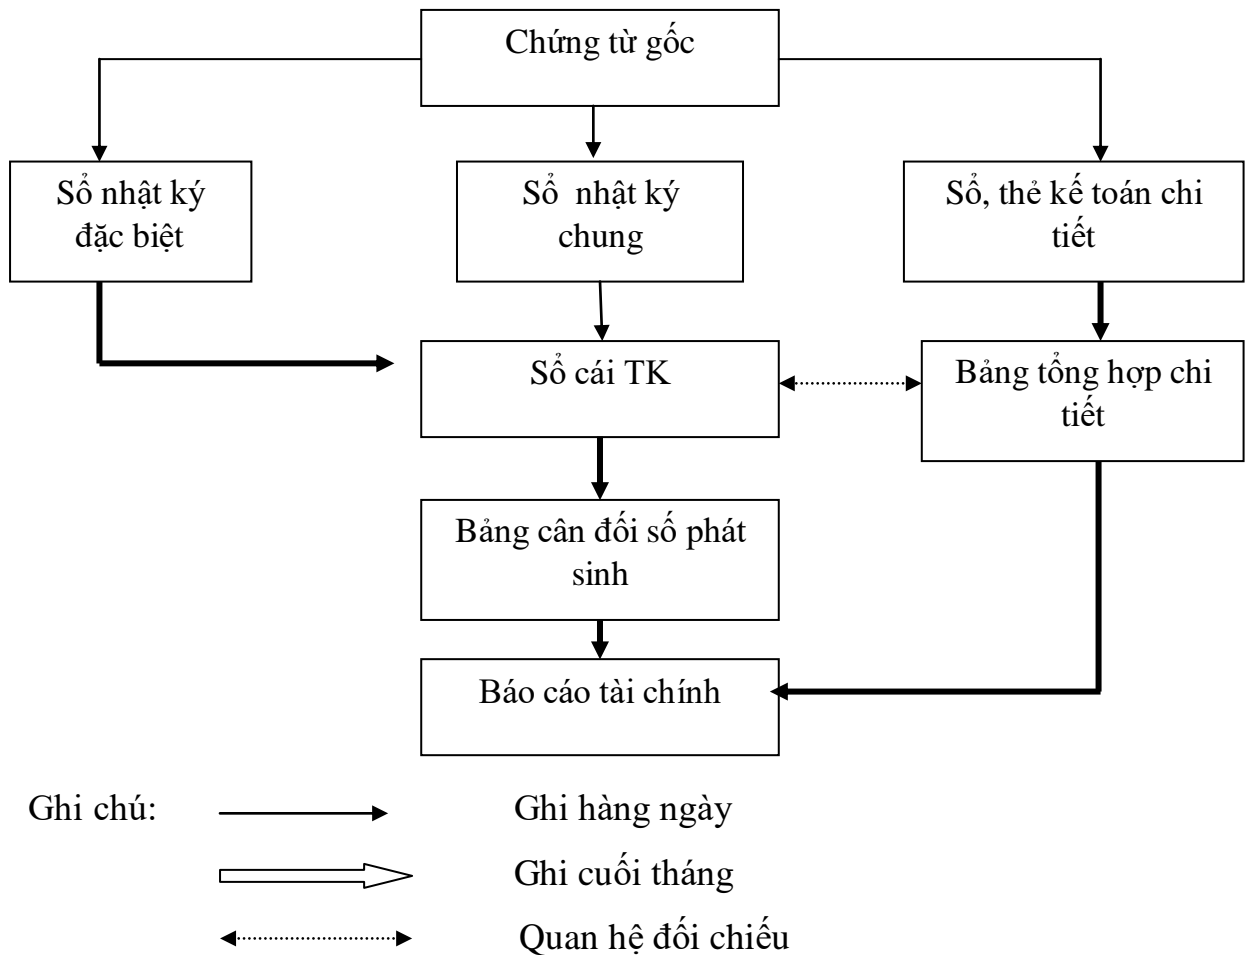 Chứng từ gốc
Sổ nhật ký
đặc biệt
Sổ nhật ký
chung
Sổ, thẻ kế toán chi
tiết
Sổ cái TK
Bảng tổng hợp chi
tiết
Bảng cân đối số phát
sinh
Báo cáo tài chính
Ghi chú:
Ghi hàng ngày
Ghi cuối tháng
Quan hệ đối chiếu